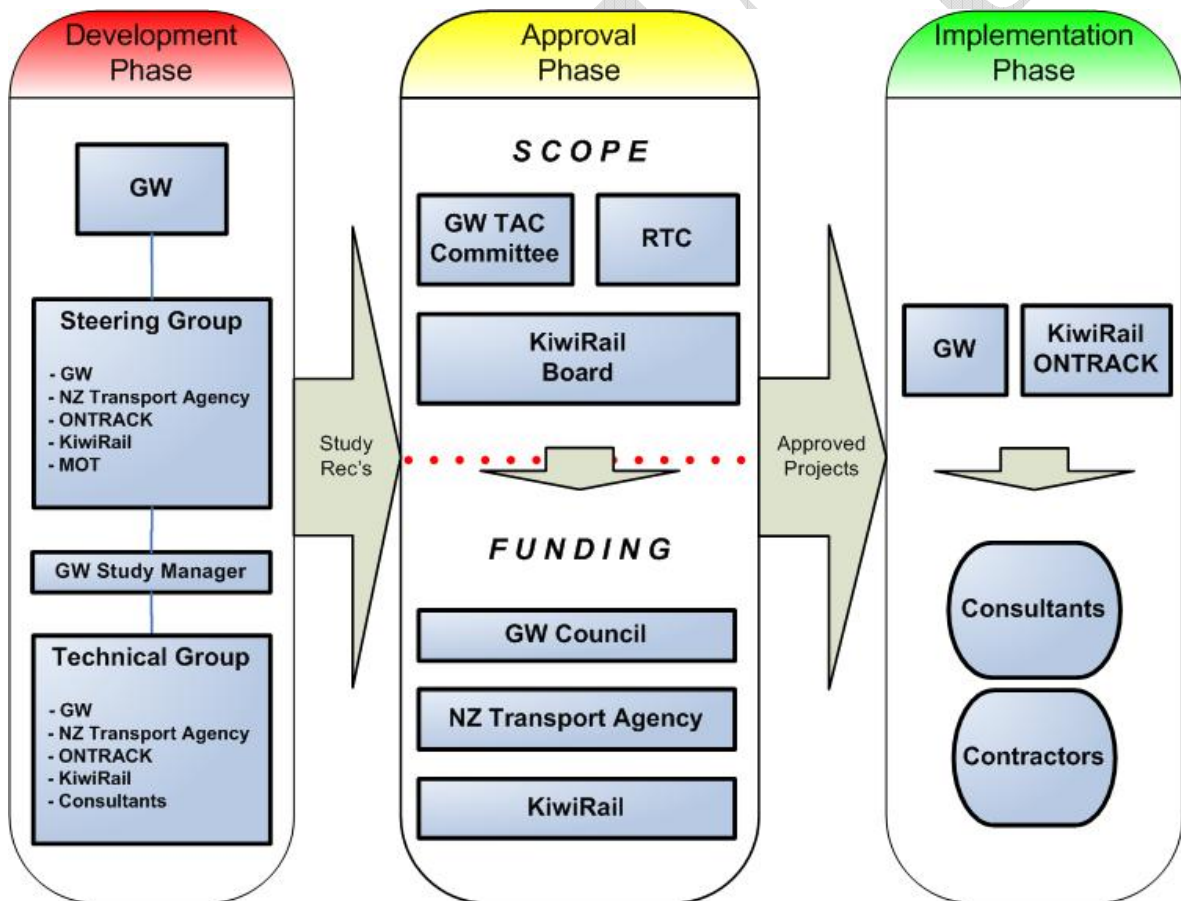 Development
Phase
GW
Steering Group
- GW
- NZ Transport Agency
- ONTRACK
- KiwiRail
- MOT
GW Study Manager
Technical Group
- GW
- NZ Transport Agency
- ONTRACK
- KiwiRail
- Consultants
Study
Rec's
Approval
Phase
SCOPE
GW TAC
Committee
RTC
KiwiRail
Board
FUNDING
GW Council
NZ Transport Agency
KiwiRail
Approved
Projects
Implementation
Phase
GW
KiwiRail
ONTRACK
Consultants
Contractors